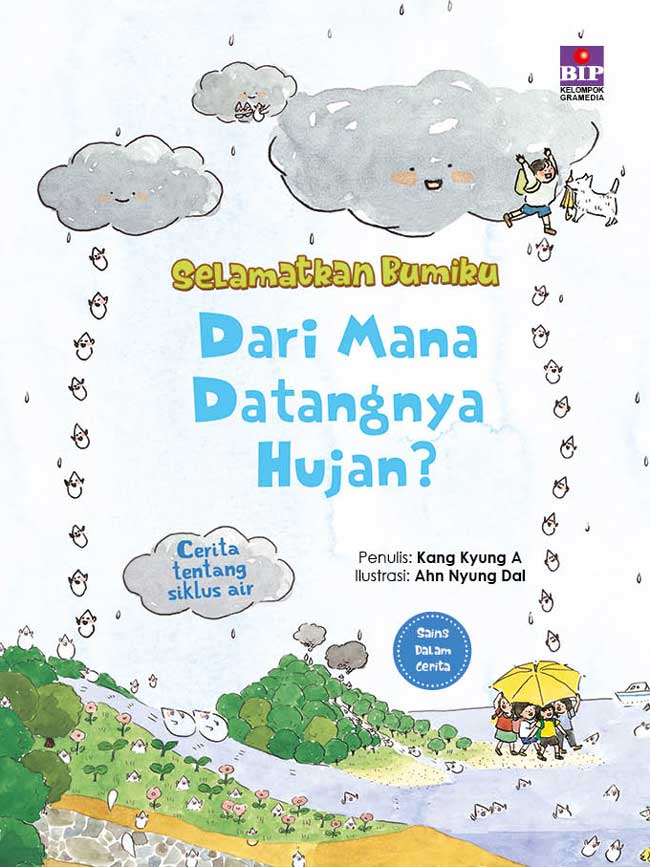 BIP
KELOMPOK
GRAMEDIA
Selamatkan Bumiku
Dari Mana
Datangnya
Hujan?
Cerita
tentang
siklus air
Penulis: Kang Kyung A
Ilustrasi: Ahn Nyung Dal
Sains
Dalam
Cerita